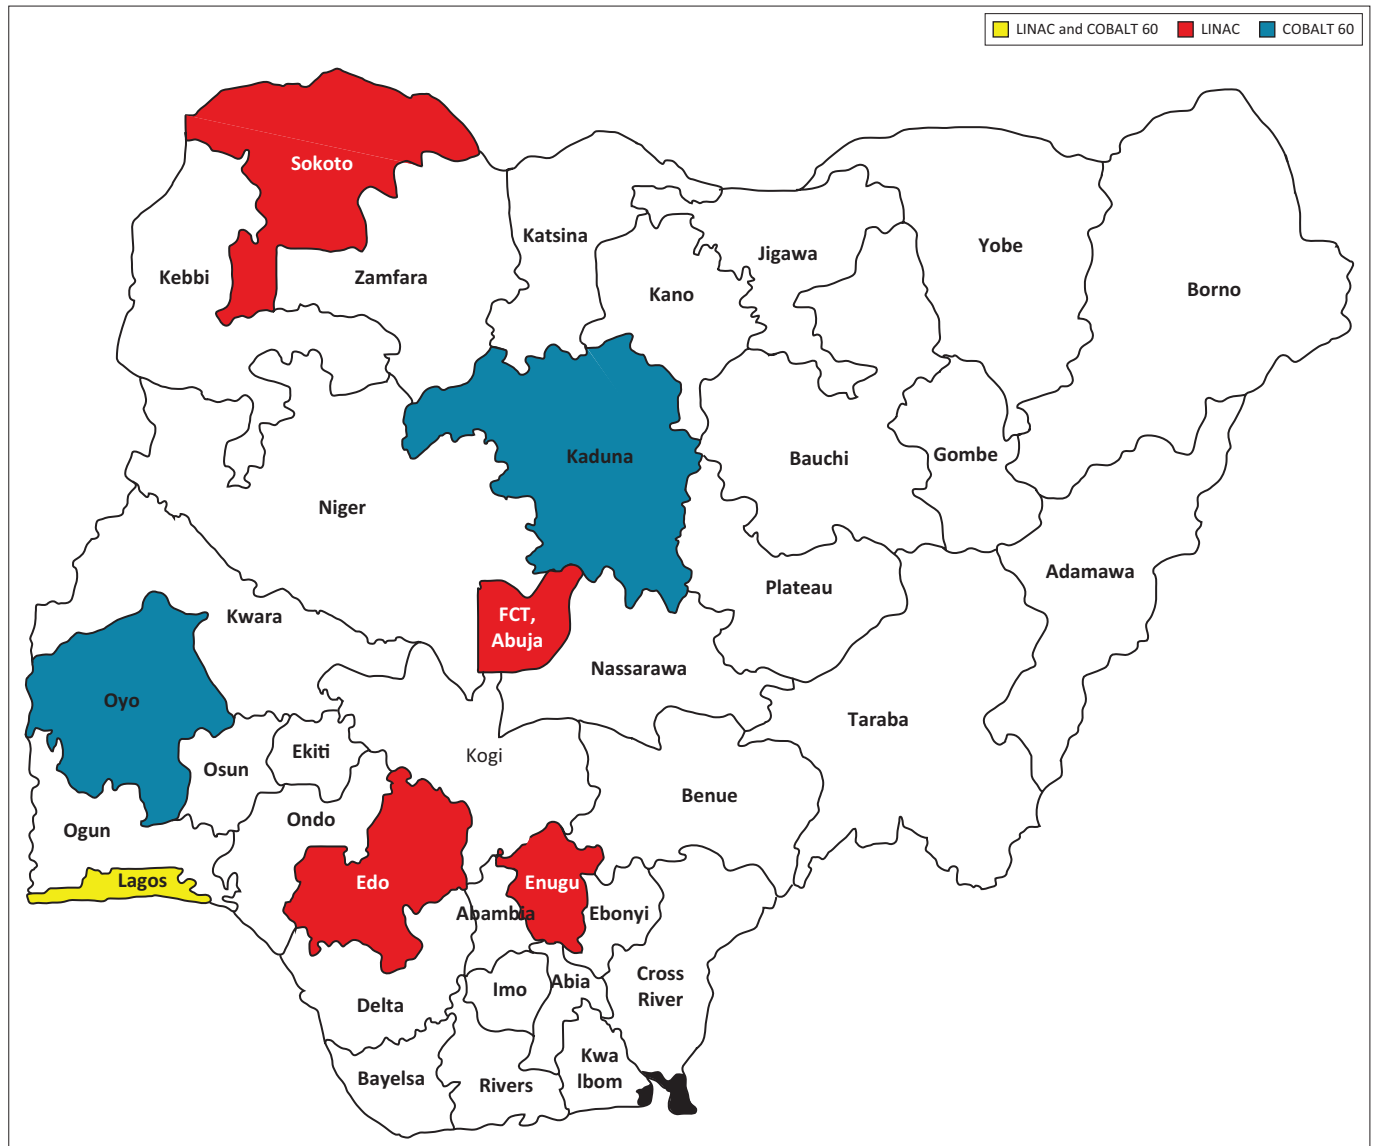 LINAC and COBALT 60
LINAC
COBALT 60
Sokoto
Katsina
Jigawa
Yobe
Kebbi
Zamfara
Kano
Borno
Kaduna
Bauchi
Gombe
Niger
Adamawa
Plateau
Kwara
FCT,
Abuja
Nassarawa
Oyo
Taraba
Osun
Ekiti
Kogi
Benue
Ogun
Ondo
Lagos
Edo
Enugu
Abambia
Ebonyi
Cross
River
Imo
Abia
Delta
Kwa
Ibom
Bayelsa
Rivers